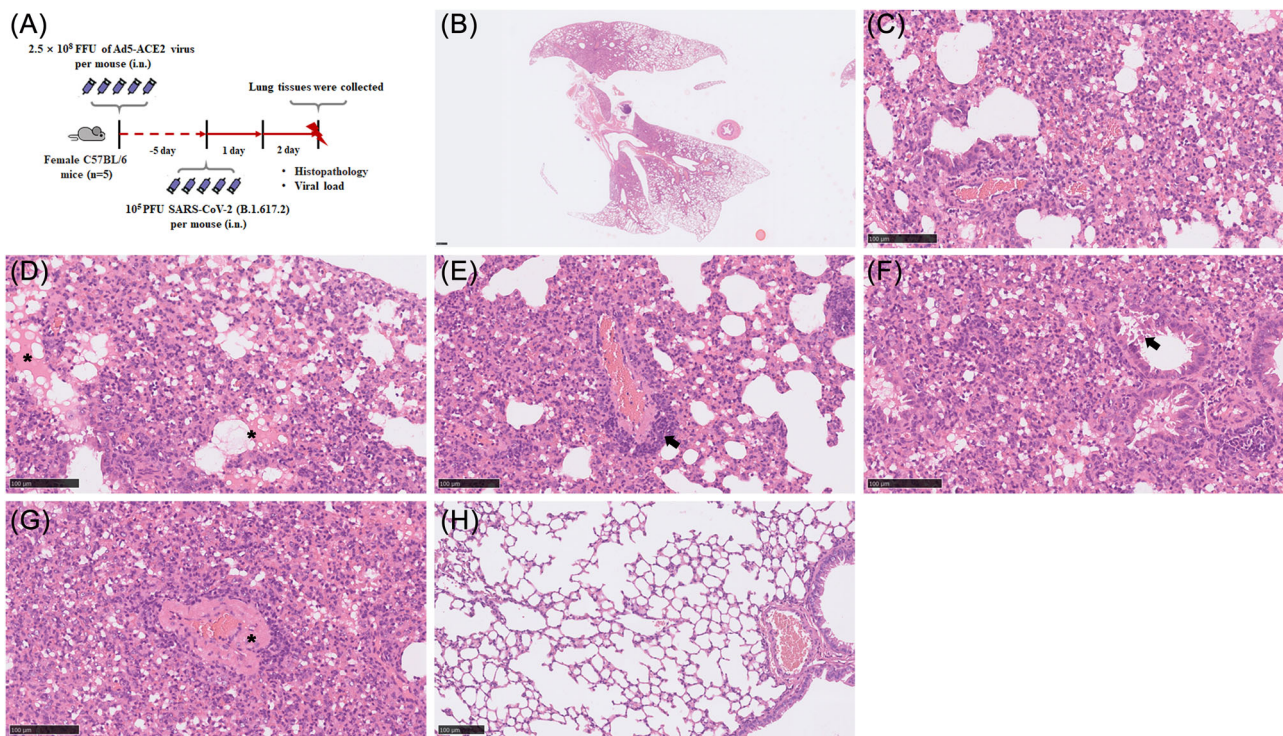 (A)
2.5 × 10⁸ FFU of Ad5-ACE2 virus
per mouse (i.n.)
Lung tissues were collected
-5 day
1 day
2 day
Female C57BL/6
mice (n=5)
• Histopathology
• Viral load
10⁵ PFU SARS-CoV-2 (B.1.617.2)
per mouse (i.n.)
(B)
(C)
100 µm
(D)
*
*
100 µm
(E)
100 µm
(F)
100 µm
(G)
*
100 µm
(H)
100 µm